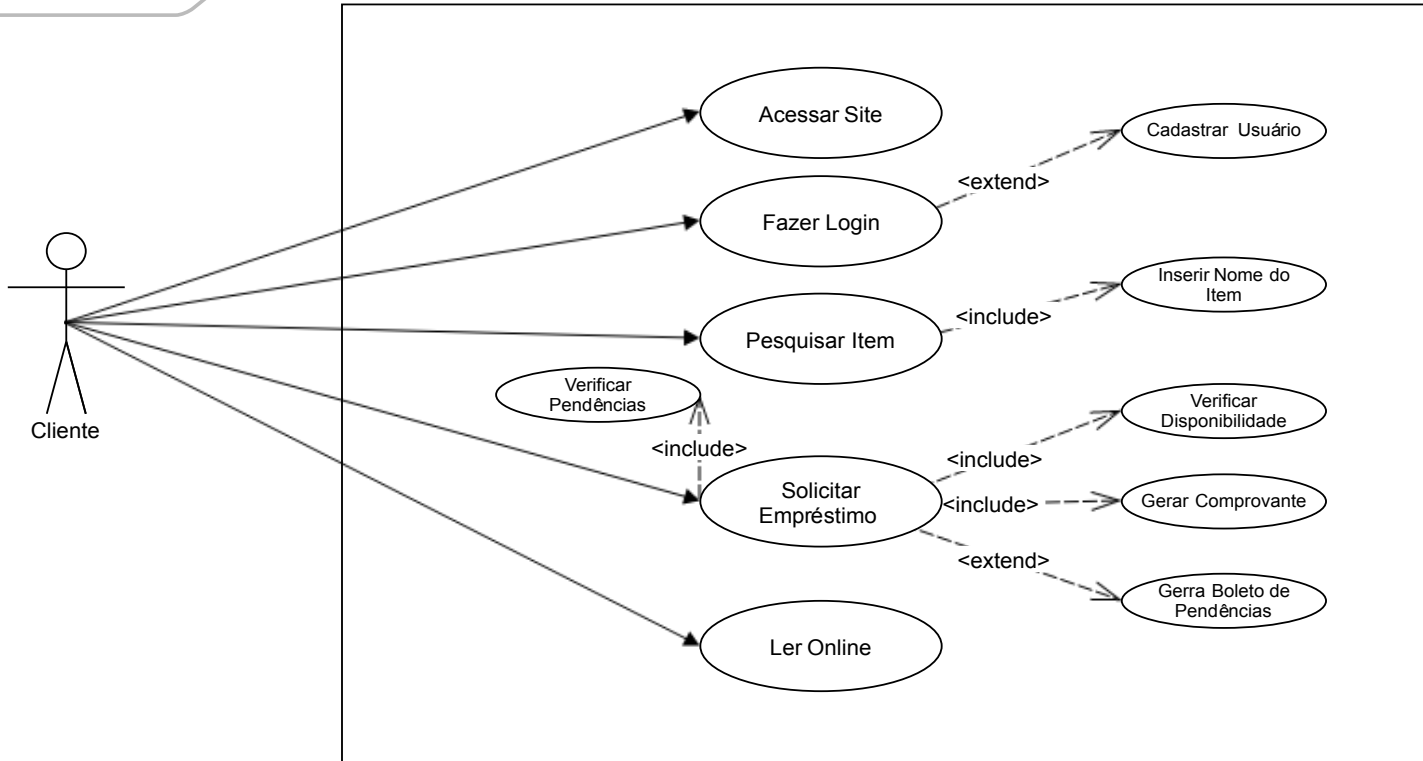 Acessar Site
Cadastrar Usuário
<extend>
Fazer Login
Inserir Nome do
Item
<include>
Pesquisar Item
Verificar
Pendências
Cliente
<include>
Verificar
Disponibilidade
<include>
Solicitar
Empréstimo
<include>
Gerar Comprovante
<extend>
Gerra Boleto de
Pendências
Ler Online